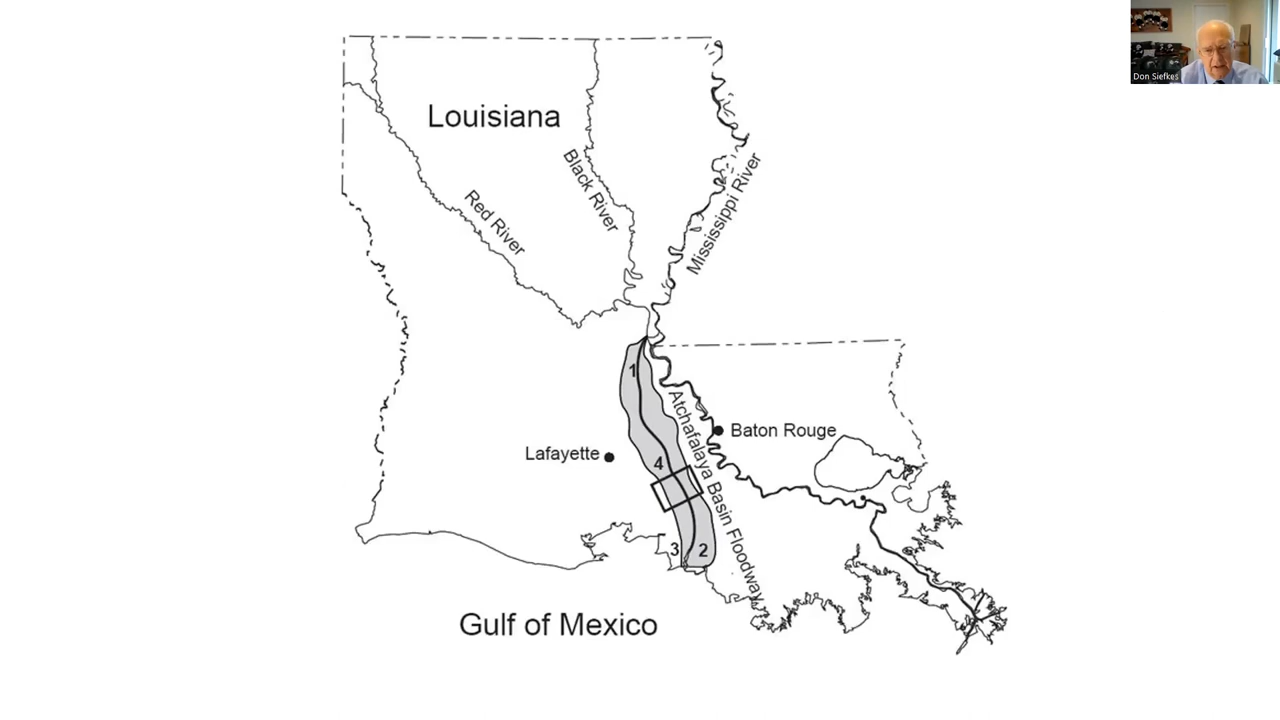 Don Siefkes
Louisiana
Black River
Red River
Mississippi River
1
Atchafalaya Basin Floodway
Baton Rouge
Lafayette
4
3
2
Gulf of Mexico